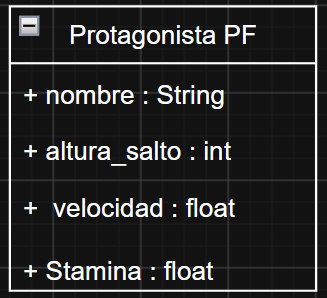 Protagonista PF
+ nombre : String
+ altura_salto : int
+ velocidad : float
+ Stamina : float